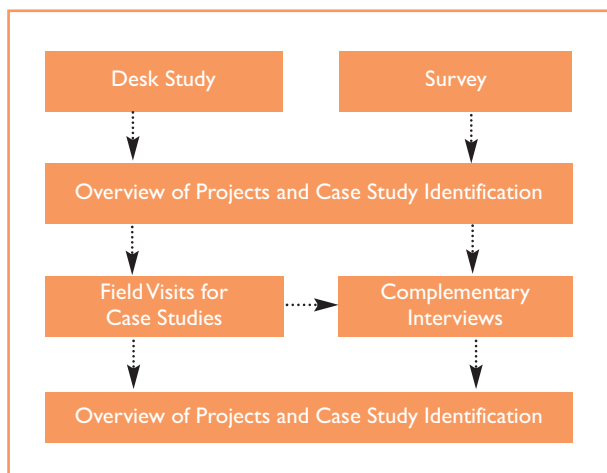 Desk Study
Survey
Overview of Projects and Case Study Identification
Field Visits for
Case Studies
Complementary
Interviews
Overview of Projects and Case Study Identification